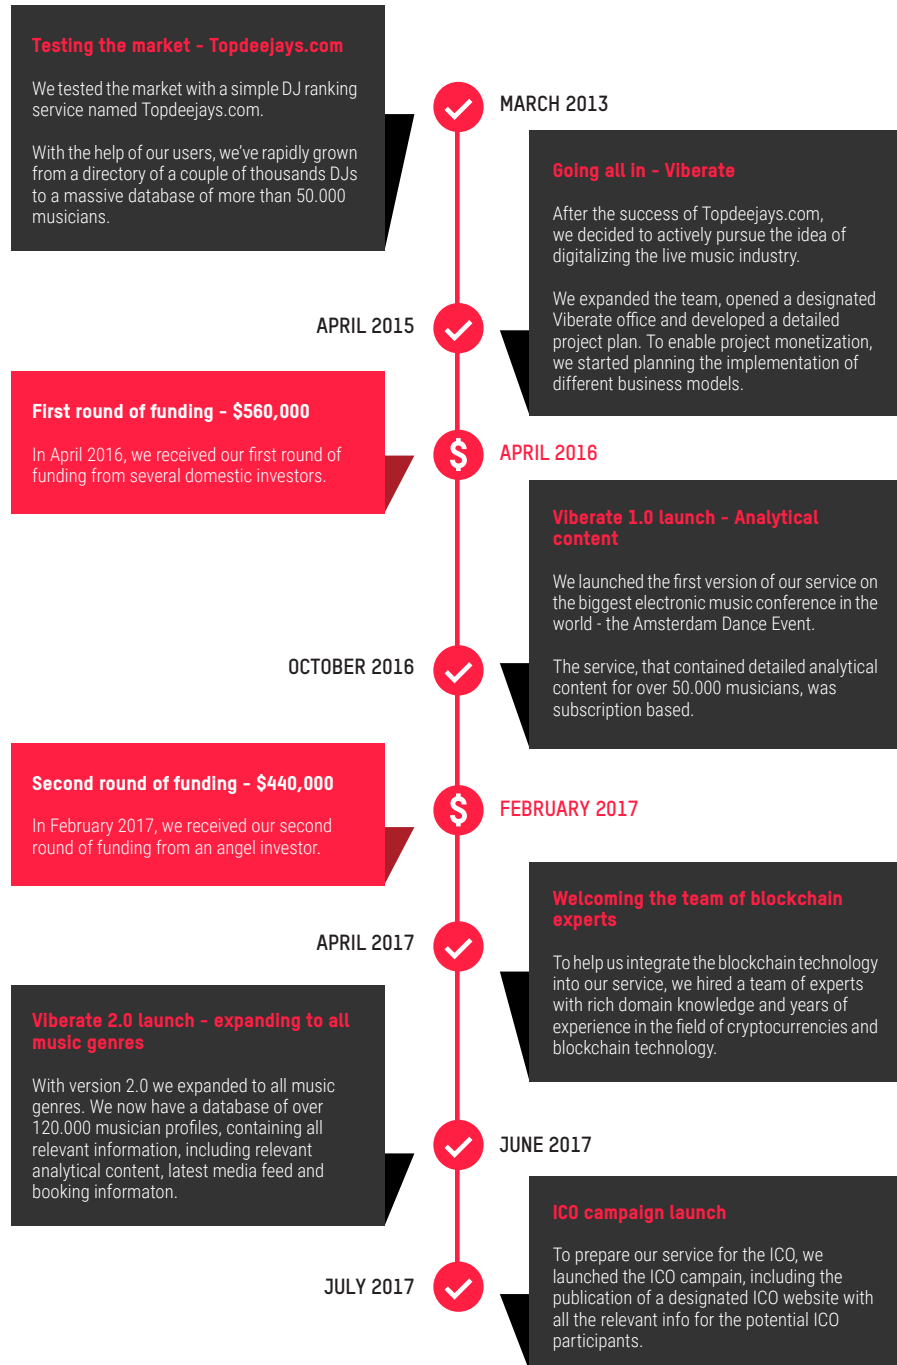 Testing the market - Topdeejays.com
We tested the market with a simple DJ ranking
service named Topdeejays.com.
With the help of our users, we've rapidly grown
from a directory of a couple of thousands DJs
to a massive database of more than 50.000
musicians.
MARCH 2013
Going all in - Viberate
After the success of Topdeejays.com,
we decided to actively pursue the idea of
digitalizing the live music industry.
We expanded the team, opened a designated
Viberate office and developed a detailed
project plan. To enable project monetization,
we started planning the implementation of
different business models.
APRIL 2015
First round of funding - $560,000
In April 2016, we received our first round of
funding from several domestic investors.
$
APRIL 2016
Viberate 1.0 launch - Analytical
content
We launched the first version of our service on
the biggest electronic music conference in the
world - the Amsterdam Dance Event.
The service, that contained detailed analytical
content for over 50.000 musicians, was
subscription based.
OCTOBER 2016
Second round of funding - $440,000
In February 2017, we received our second
round of funding from an angel investor.
$
FEBRUARY 2017
Welcoming the team of blockchain
experts
To help us integrate the blockchain technology
into our service, we hired a team of experts
with rich domain knowledge and years of
experience in the field of cryptocurrencies and
blockchain technology.
APRIL 2017
Viberate 2.0 launch - expanding to all
music genres
With version 2.0 we expanded to all music
genres. We now have a database of over
120.000 musician profiles, containing all
relevant information, including relevant
analytical content, latest media feed and
booking informaton.
JUNE 2017
ICO campaign launch
To prepare our service for the ICO, we
launched the ICO campain, including the
publication of a designated ICO website with
all the relevant info for the potential ICO
participants.
JULY 2017